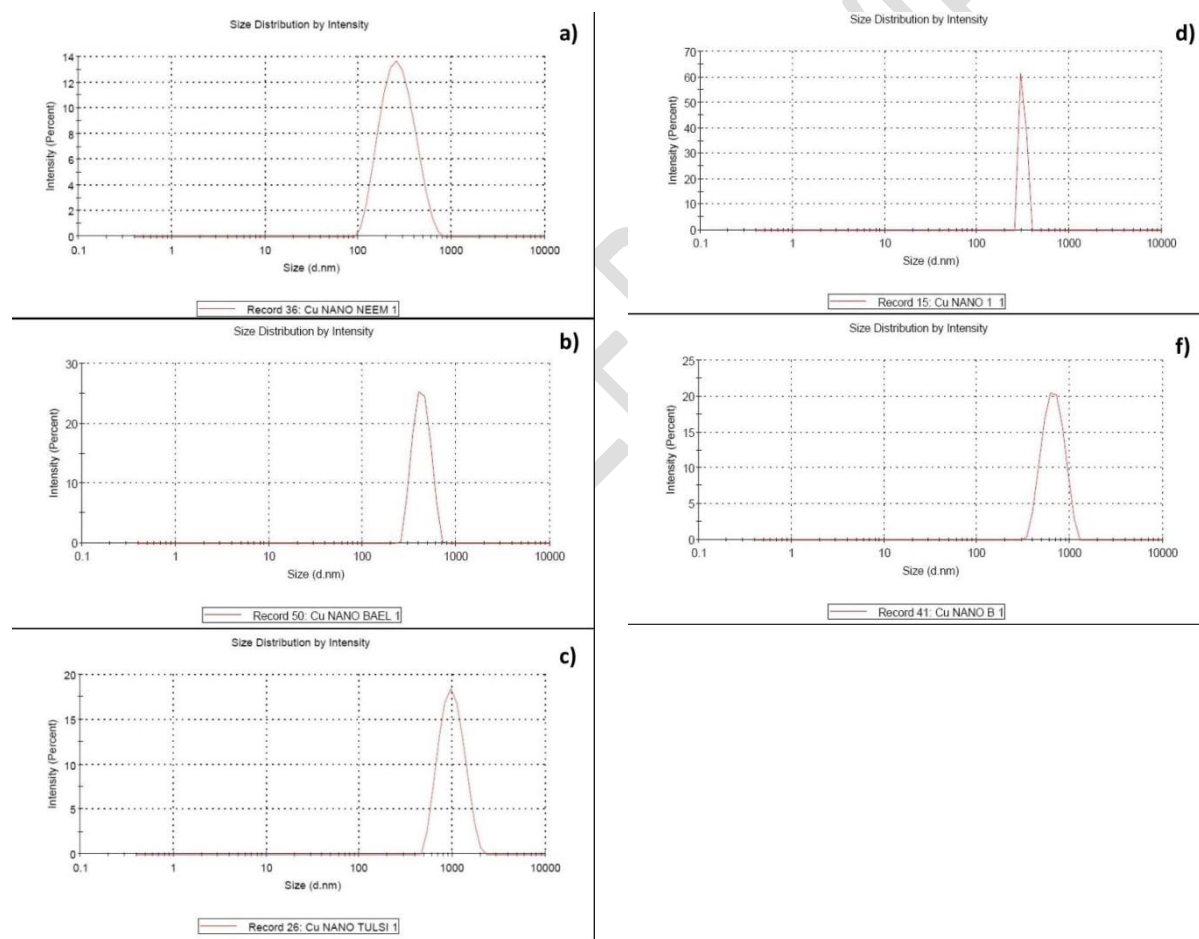 Size Distribution by Intensity
a)
Intensity (Percent)
14
12
10
8
6
4
2
0
0.1 1 10 100 1000 10000
Size (d.nm)
Record 36: Cu NANO NEEM 1
Size Distribution by Intensity
b)
Intensity (Percent)
30
20
10
0
0.1 1 10 100 1000 10000
Size (d.nm)
Record 50: Cu NANO BAEL 1
Size Distribution by Intensity
c)
Intensity (Percent)
20
15
10
5
0
0.1 1 10 100 1000 10000
Size (d.nm)
Record 26: Cu NANO TULSI 1
Size Distribution by Intensity
d)
Intensity (Percent)
70
60
50
40
30
20
10
0
0.1 1 10 100 1000 10000
Size (d.nm)
Record 15: Cu NANO 1 1
Size Distribution by Intensity
f)
Intensity (Percent)
25
20
15
10
5
0
0.1 1 10 100 1000 10000
Size (d.nm)
Record 41: Cu NANO B 1